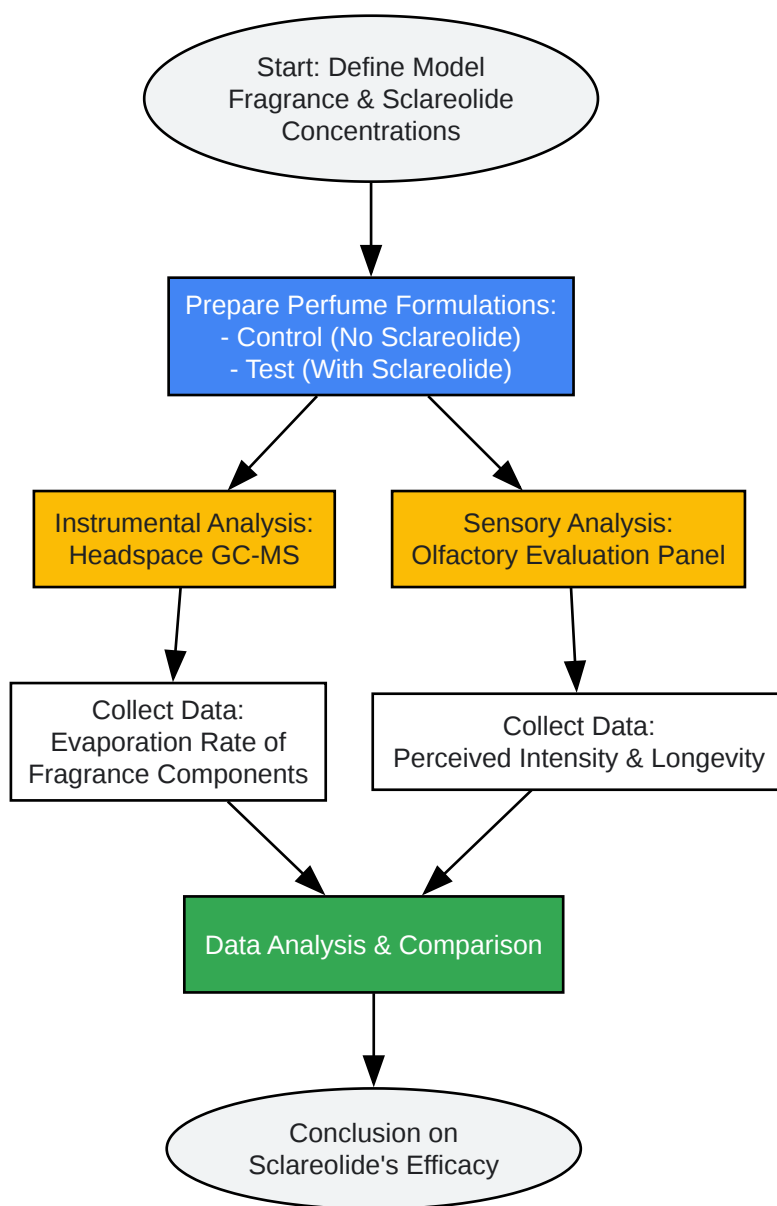 Start: Define Model
Fragrance & Sclareolide
Concentrations
Prepare Perfume Formulations:
- Control (No Sclareolide)
- Test (With Sclareolide)
Instrumental Analysis:
Headspace GC-MS
Sensory Analysis:
Olfactory Evaluation Panel
Collect Data:
Evaporation Rate of
Fragrance Components
Collect Data:
Perceived Intensity & Longevity
Data Analysis & Comparison
Conclusion on
Sclareolide's Efficacy